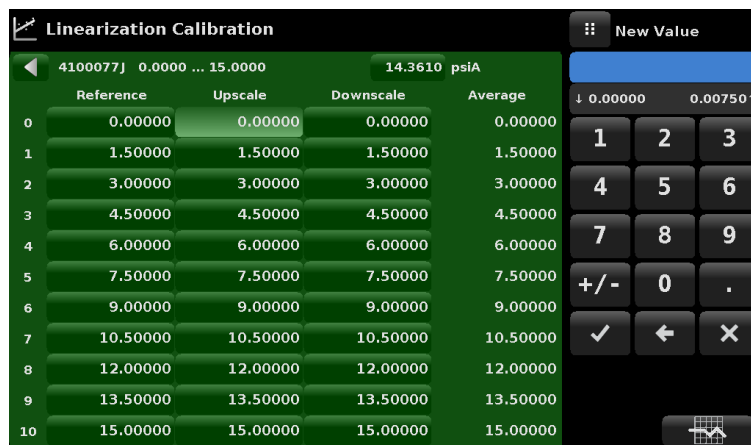 Linearization Calibration
4100077J 0.0000 ... 15.0000 14.3610 psiA
Reference Upscale Downscale Average
0 0.00000 0.00000 0.00000 0.00000
1 1.50000 1.50000 1.50000 1.50000
2 3.00000 3.00000 3.00000 3.00000
3 4.50000 4.50000 4.50000 4.50000
4 6.00000 6.00000 6.00000 6.00000
5 7.50000 7.50000 7.50000 7.50000
6 9.00000 9.00000 9.00000 9.00000
7 10.50000 10.50000 10.50000 10.50000
8 12.00000 12.00000 12.00000 12.00000
9 13.50000 13.50000 13.50000 13.50000
10 15.00000 15.00000 15.00000 15.00000
New Value
↓ 0.00000 0.00750
1 2 3
4 5 6
7 8 9
+/- 0 .